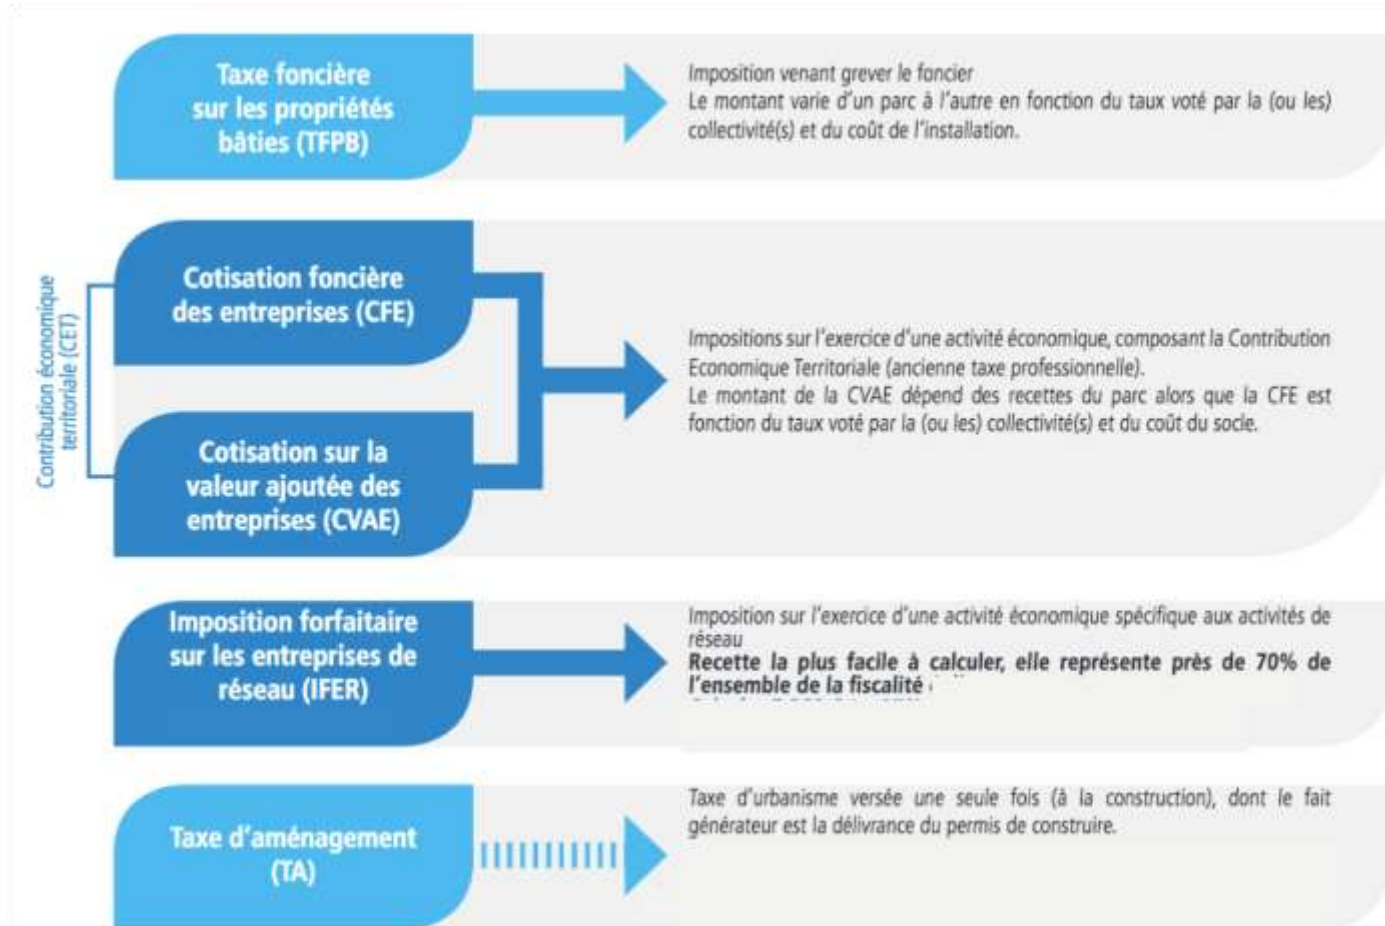 Taxe foncière
sur les propriétés
bâties (TFPB)
Imposition venant grever le foncier
Le montant varie d'un parc à l'autre en fonction du taux voté par la (ou les)
collectivité(s) et du coût de l'installation.
Contribution économique
territoriale (CET)
Cotisation foncière
des entreprises (CFE)
Cotisation sur la
valeur ajoutée des
entreprises (CVAE)
Impositions sur l'exercice d'une activité économique, composant la Contribution
Economique Territoriale (ancienne taxe professionnelle).
Le montant de la CVAE dépend des recettes du parc alors que la CFE est
fonction du taux voté par la (ou les) collectivité(s) et du coût du socle.
Imposition forfaitaire
sur les entreprises de
réseau (IFER)
Imposition sur l'exercice d'une activité économique spécifique aux activités de
réseau
Recette la plus facile à calculer, elle représente près de 70% de
l'ensemble de la fiscalité
Taxe d'aménagement
(TA)
Taxe d'urbanisme versée une seule fois (à la construction), dont le fait
générateur est la délivrance du permis de construire.